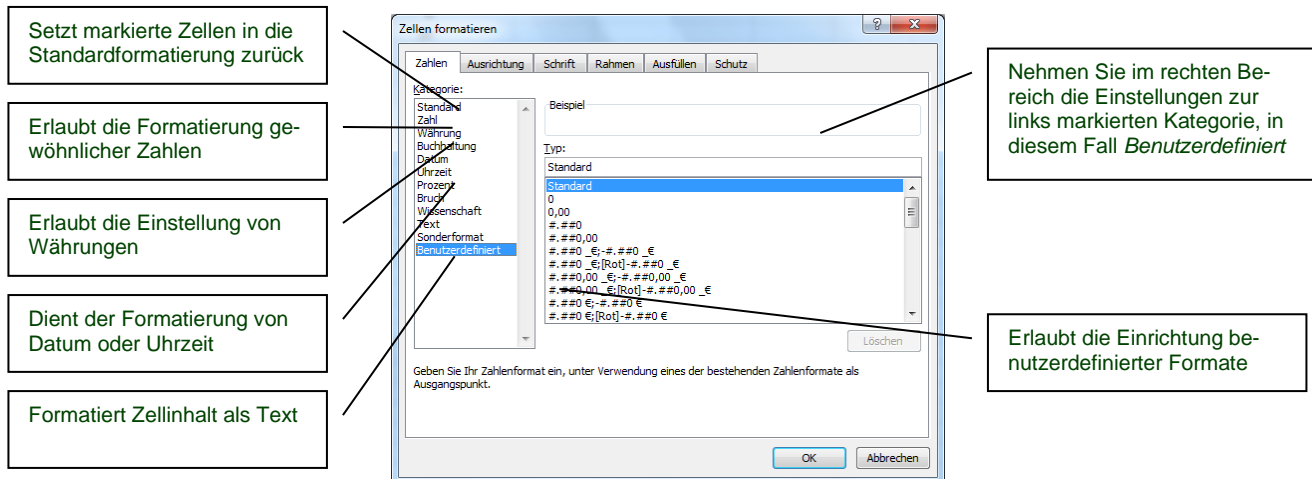 Setzt markierte Zellen in die
Standardformatierung zurück
Erlaubt die Formatierung ge-
wöhnlicher Zahlen
Erlaubt die Einstellung von
Währungen
Dient der Formatierung von
Datum oder Uhrzeit
Formatiert Zellinhalt als Text
Zellen formatieren
Zahlen Ausrichtung Schrift Rahmen Ausfüllen Schutz
Kategorie:
Standard
Zahl
Währung
Buchhaltung
Datum
Uhrzeit
Prozent
Bruch
Wissenschaft
Text
Sonderformat
Benutzerdefiniert
Beispiel
Typ:
Standard
Standard
0
0,00
#.##0
#.##0,00
#.##0 _€;-#.##0 _€
#.##0 _€;[Rot]-#.##0 _€
#.##0,00 _€;-#.##0,00 _€
#.##0,00 _€;[Rot]-#.##0,00 _€
#.##0 €;-#.##0 €
#.##0 €;[Rot]-#.##0 €
Löschen
Geben Sie Ihr Zahlenformat ein, unter Verwendung eines der bestehenden Zahlenformate als
Ausgangspunkt.
OK Abbrechen
Nehmen Sie im rechten Be-
reich die Einstellungen zur
links markierten Kategorie, in
diesem Fall Benutzerdefiniert
Erlaubt die Einrichtung be-
nutzerdefinierter Formate